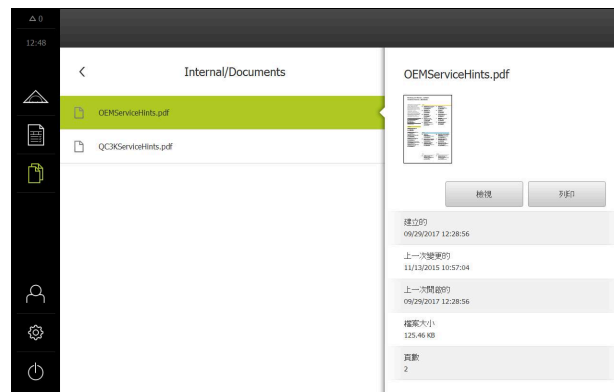 0
12:48
Internal/Documents
OEMServiceHints.pdf
QC3KServiceHints.pdf
OEMServiceHints.pdf
檢視
列印
建立的
09/29/2017 12:28:56
上一次變更的
11/13/2015 10:57:04
上一次開啟的
09/29/2017 12:28:56
檔案大小
125.46 KB
頁數
2